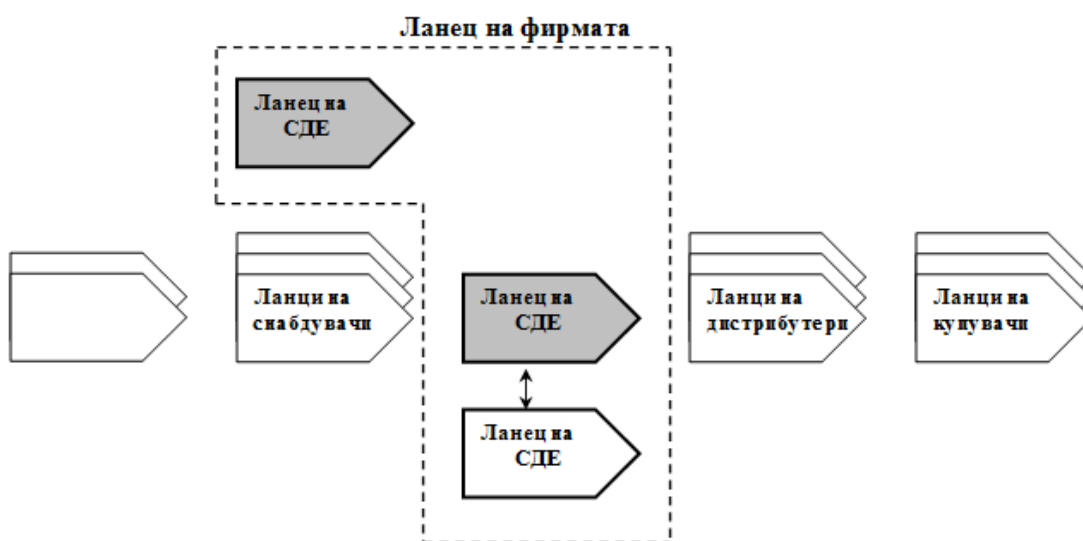 Ланец на фирмата
Ланец на
СДЕ
Ланци на
снабдувачи
Ланец на
СДЕ
Ланци на
дистрибутери
Ланци на
купувачи
Ланец на
СДЕ